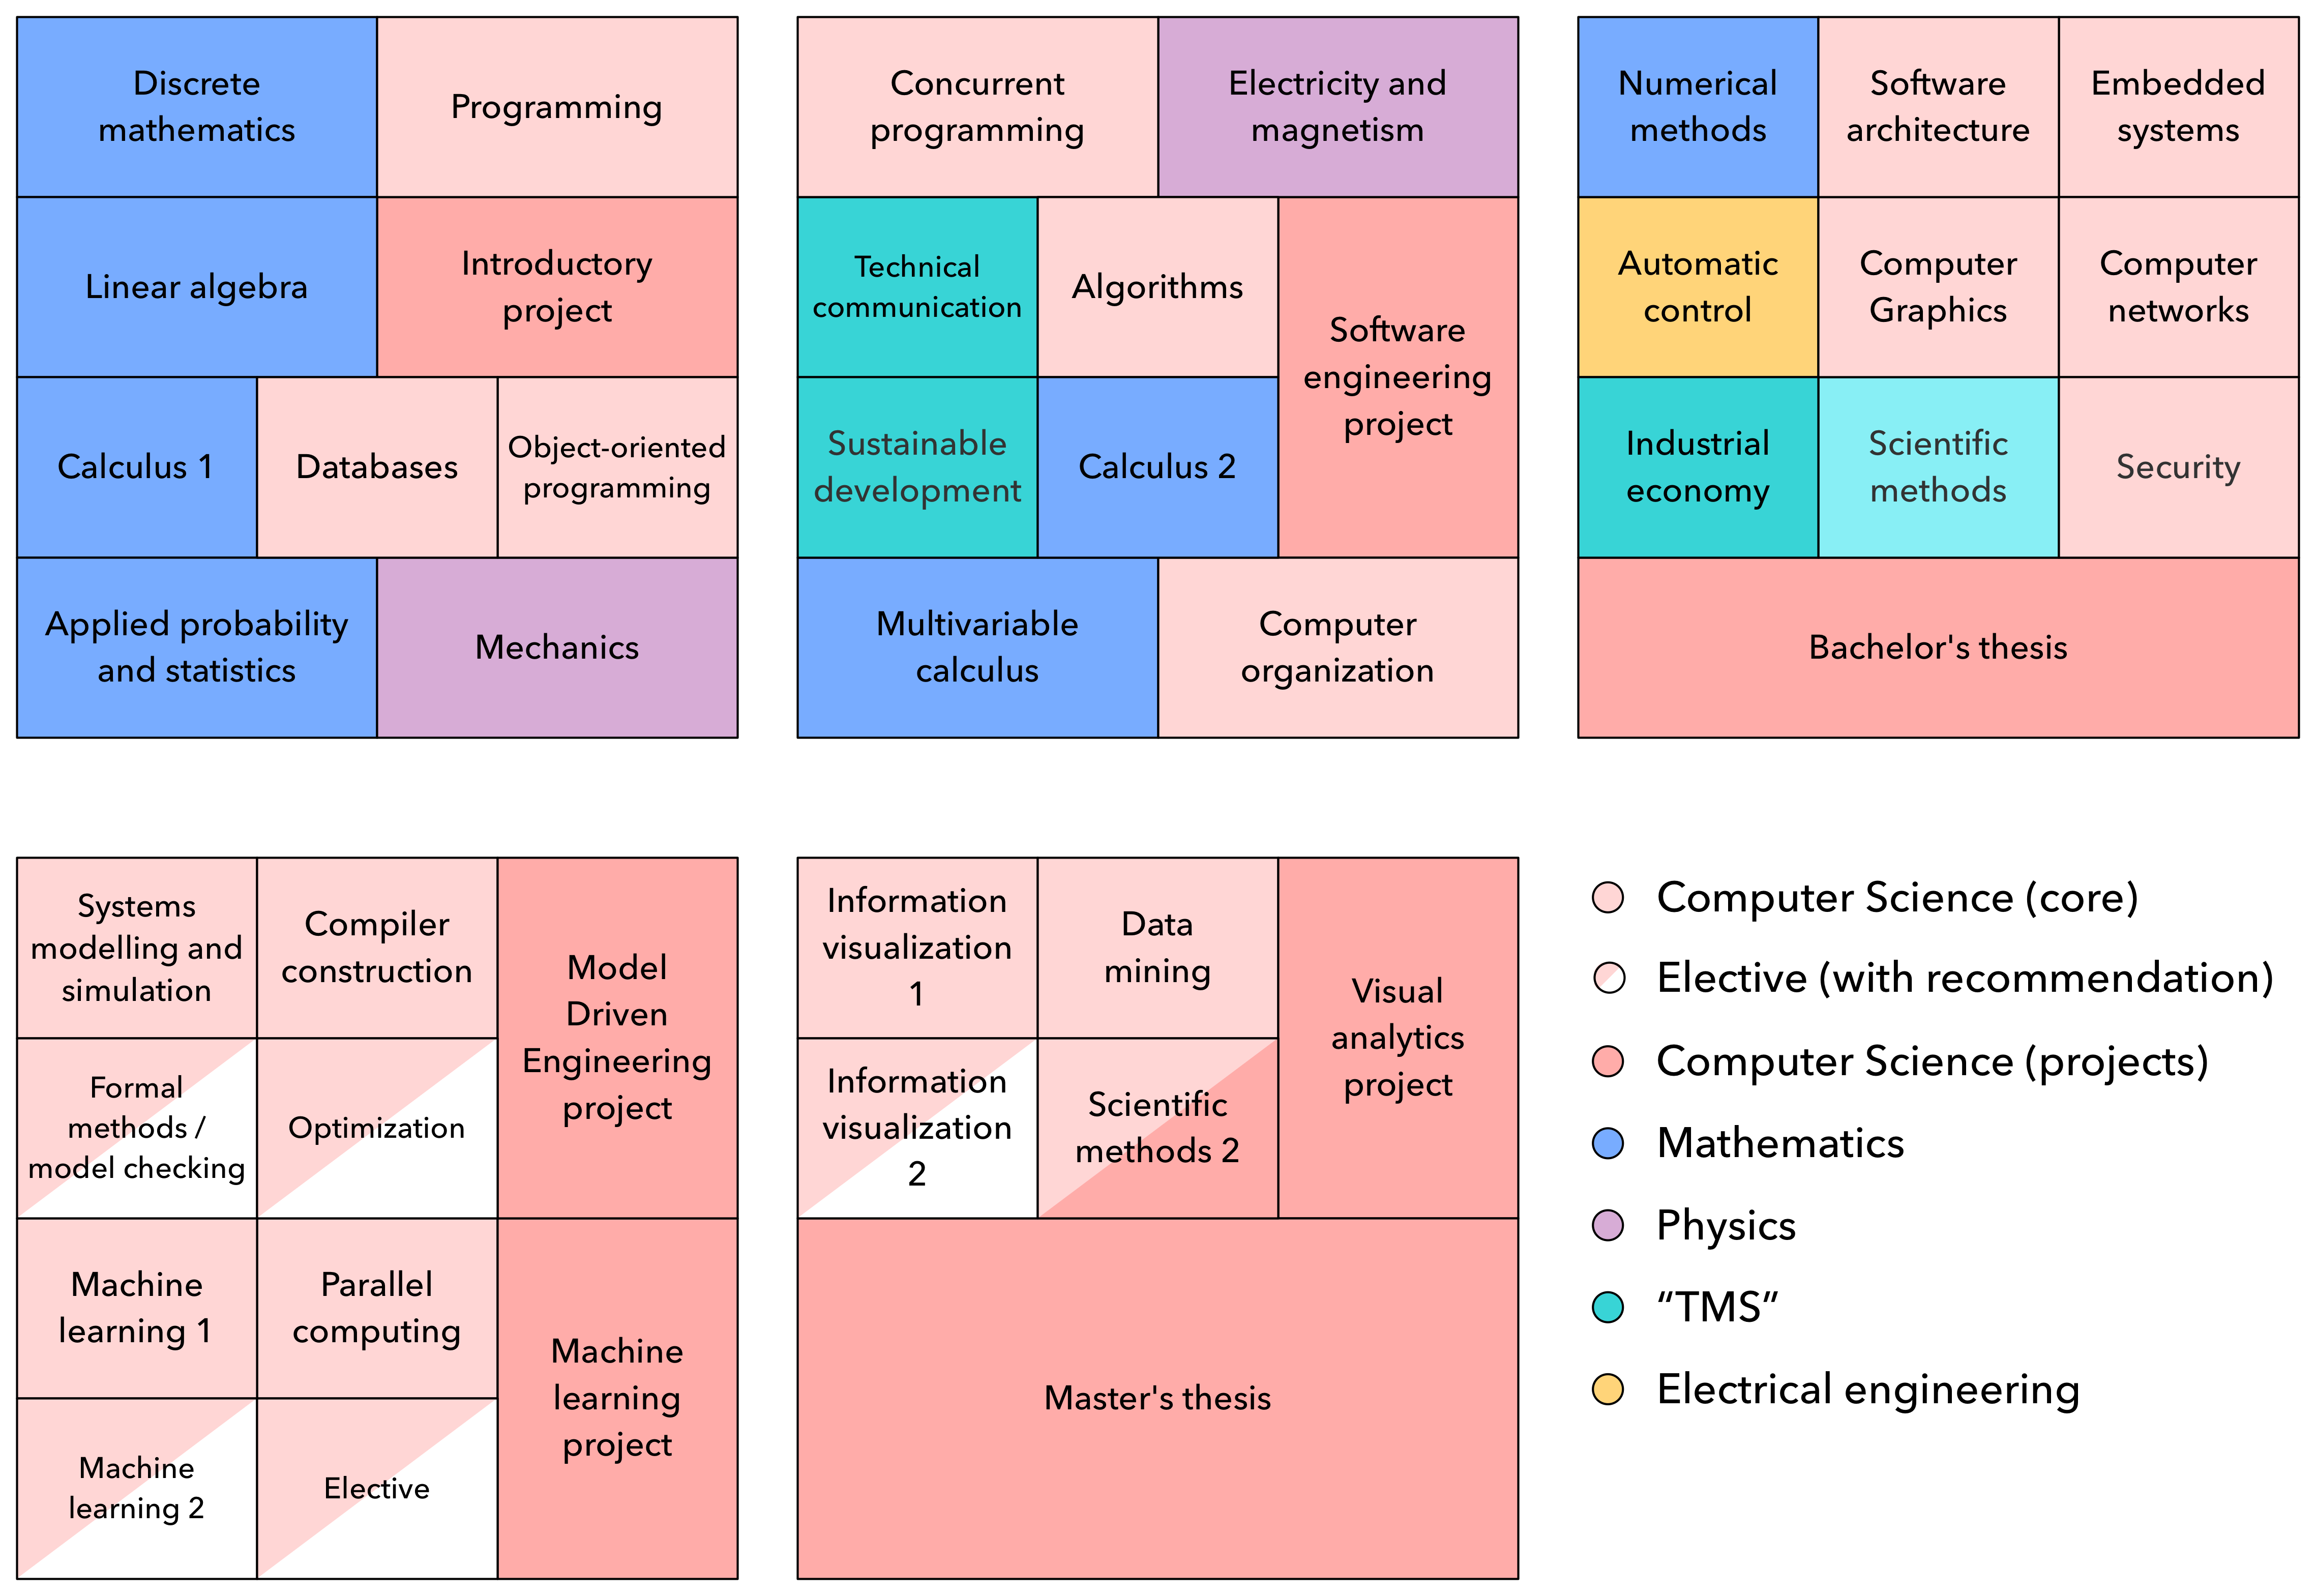 Discrete
mathematics
Programming
Linear algebra
Introductory
project
Calculus 1
Databases
Object-oriented
programming
Applied probability
and statistics
Mechanics
Concurrent
programming
Electricity and
magnetism
Technical
communication
Algorithms
Software
engineering
project
Sustainable
development
Calculus 2
Multivariable
calculus
Computer
organization
Numerical
methods
Software
architecture
Embedded
systems
Automatic
control
Computer
Graphics
Computer
networks
Industrial
economy
Scientific
methods
Security
Bachelor's thesis
Systems
modelling and
simulation
Compiler
construction
Model
Driven
Engineering
project
Formal
methods /
model checking
Optimization
Machine
learning 1
Parallel
computing
Machine
learning
project
Machine
learning 2
Elective
Information
visualization
1
Data
mining
Visual
analytics
project
Information
visualization
2
Scientific
methods 2
Master's thesis
Computer Science (core)
Elective (with recommendation)
Computer Science (projects)
Mathematics
Physics
“TMS”
Electrical engineering